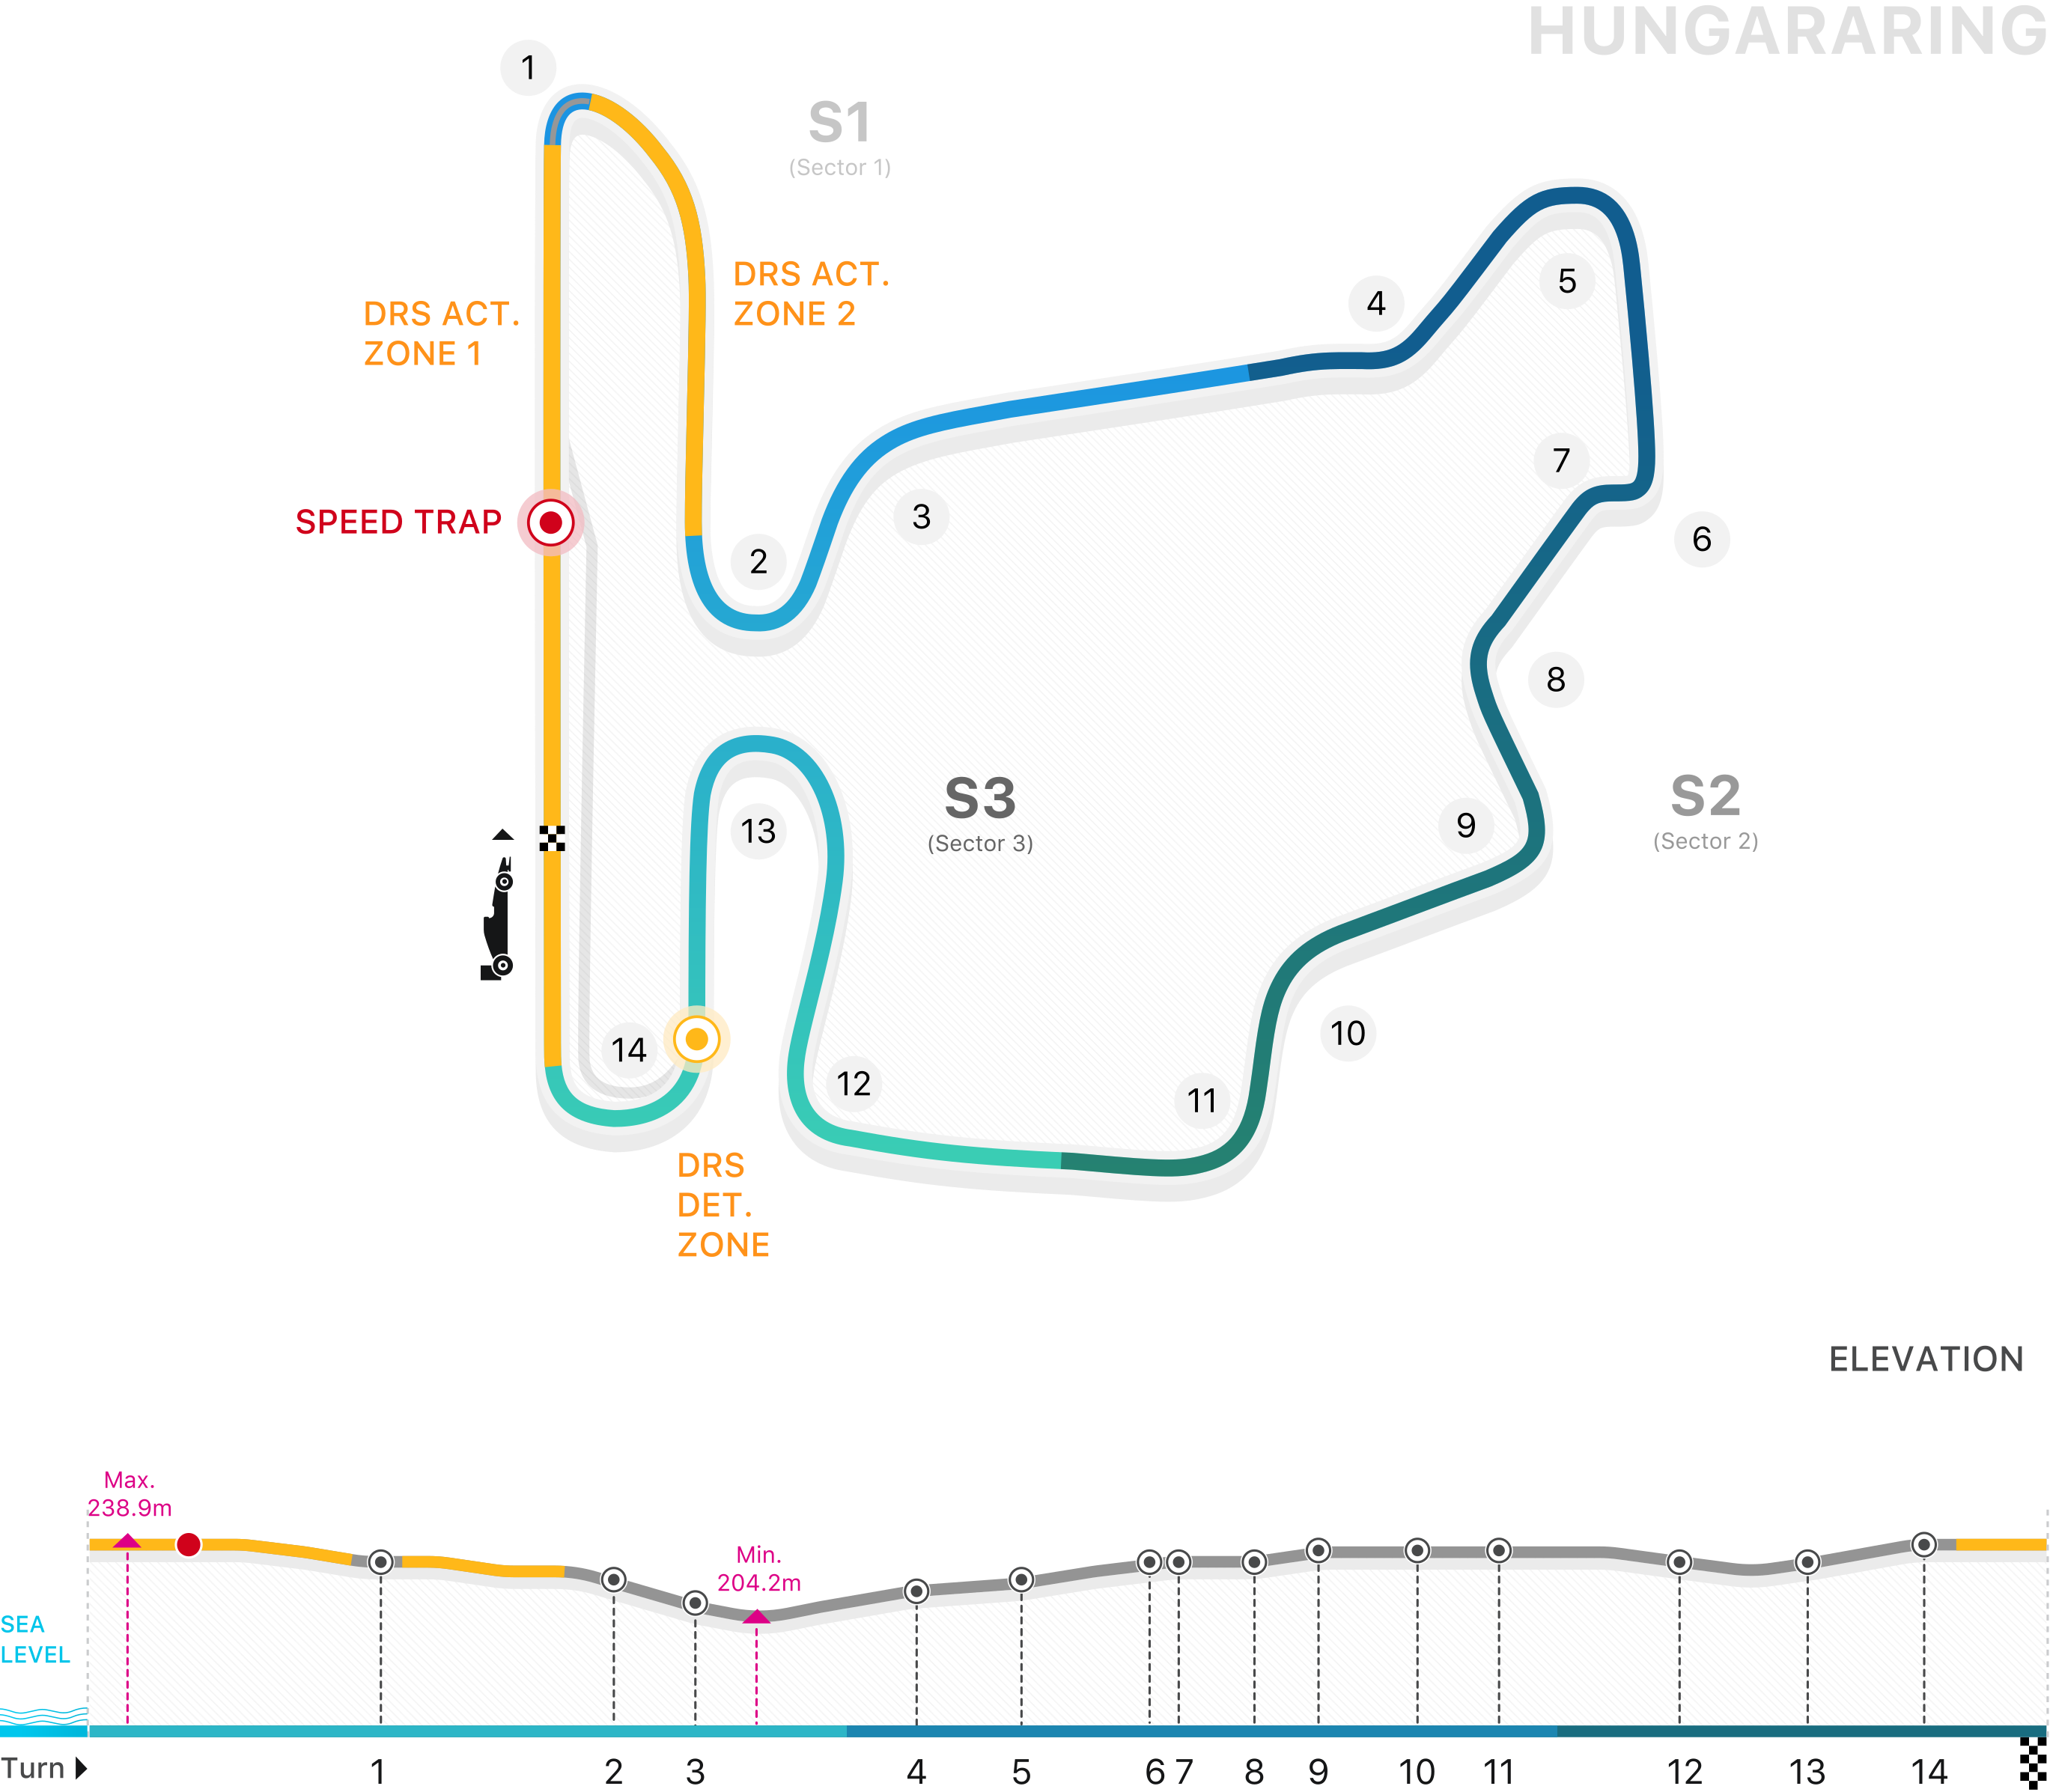 HUNGARARING
1
S1
(Sector 1)
DRS ACT.
ZONE 2
DRS ACT.
ZONE 1
4
5
7
SPEED TRAP
3
6
2
8
S3
(Sector 3)
S2
(Sector 2)
13
9
14
10
12
11
DRS
DET.
ZONE
ELEVATION
Max.
238.9m
Min.
204.2m
SEA
LEVEL
Turn 1 2 3 4 5 6 7 8 9 10 11 12 13 14